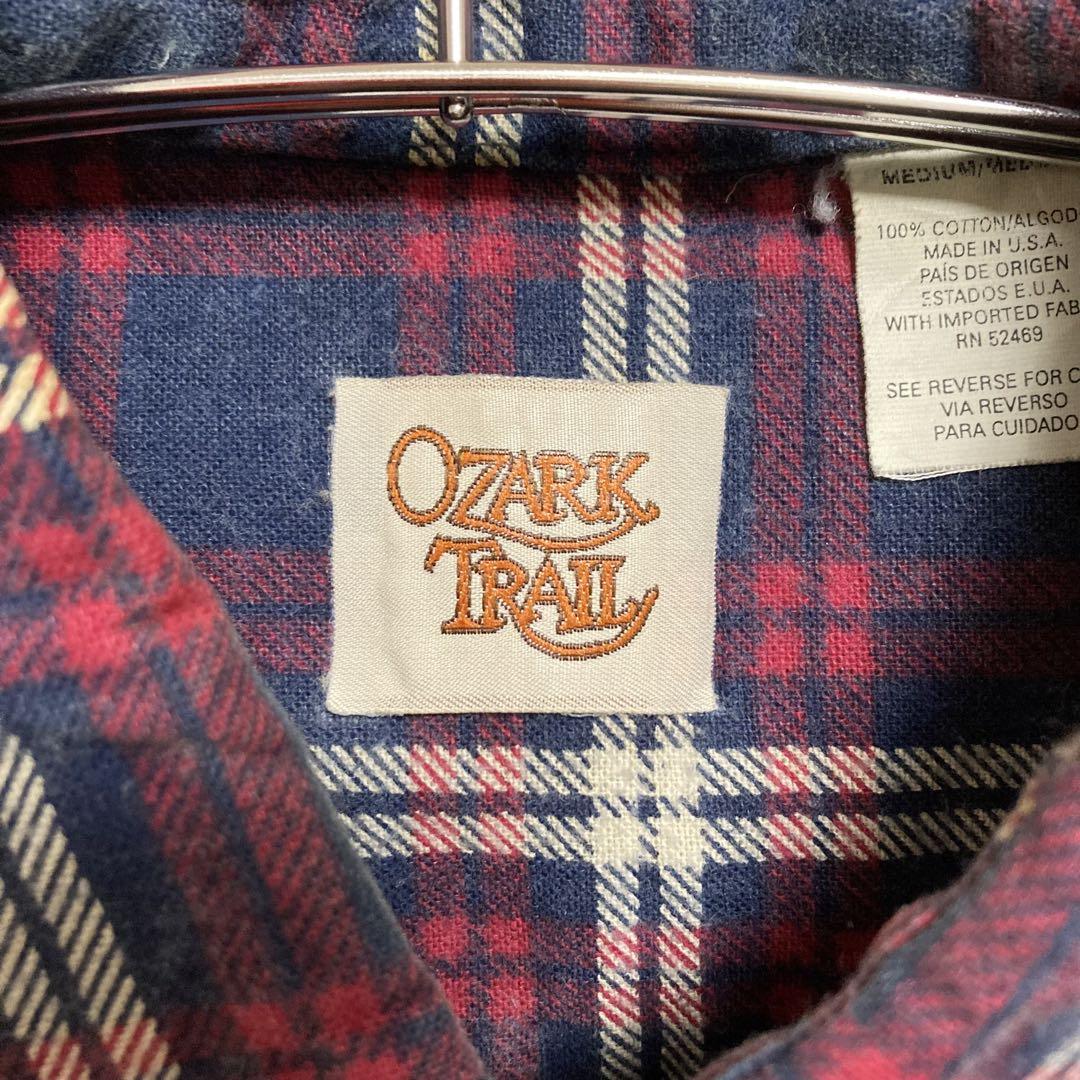 OZARK
TRAIL
MEDIUM/
100% COTTON/ALGOD
MADE IN U.S.A.
PAÍS DE ORIGEN
ESTADOS E.U.A.
WITH IMPORTED FAB
RN 52469
SEE REVERSE FOR C
VIA REVERSO
PARA CUIDADO